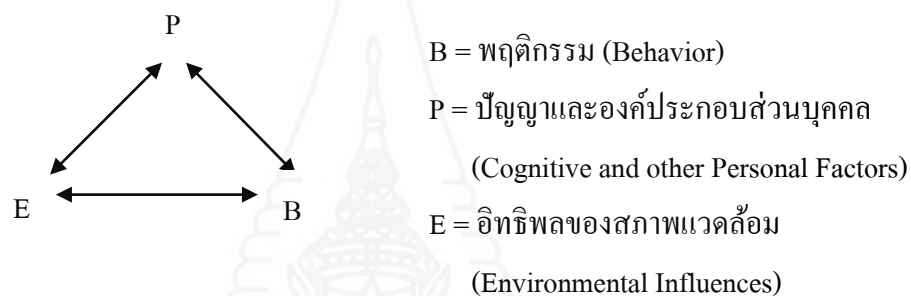 P
B = พฤติกรรม (Behavior)
P = ปัญญาและองค์ประกอบส่วนบุคคล
(Cognitive and other Personal Factors)
E
B
E = อิทธิพลของสภาพแวดล้อม
(Environmental Influences)